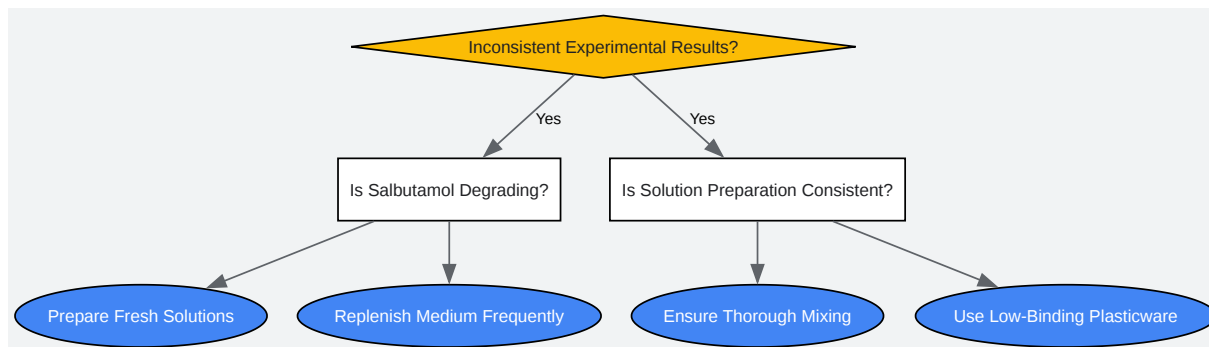 Inconsistent Experimental Results?
Yes
Yes
Is Salbutamol Degrading?
Is Solution Preparation Consistent?
Prepare Fresh Solutions
Replenish Medium Frequently
Ensure Thorough Mixing
Use Low-Binding Plasticware